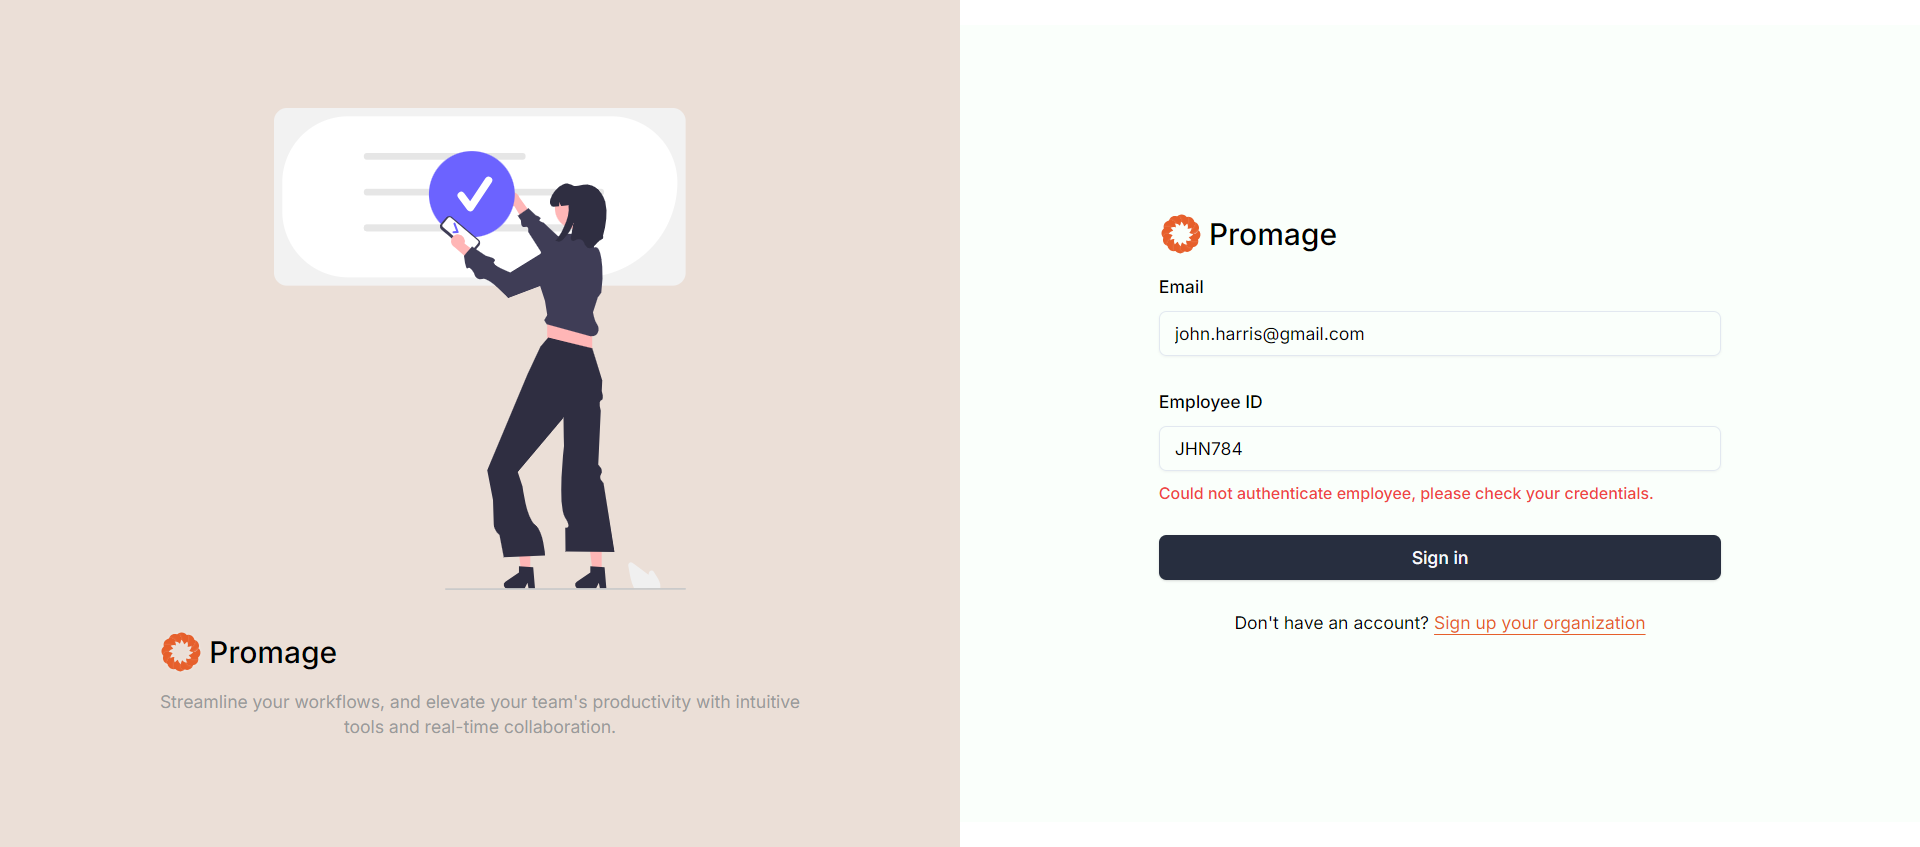 Promage
Streamline your workflows, and elevate your team's productivity with intuitive
tools and real-time collaboration.
Promage
Email
john.harris@gmail.com
Employee ID
JHN784
Could not authenticate employee, please check your credentials.
Sign in
Don't have an account? Sign up your organization